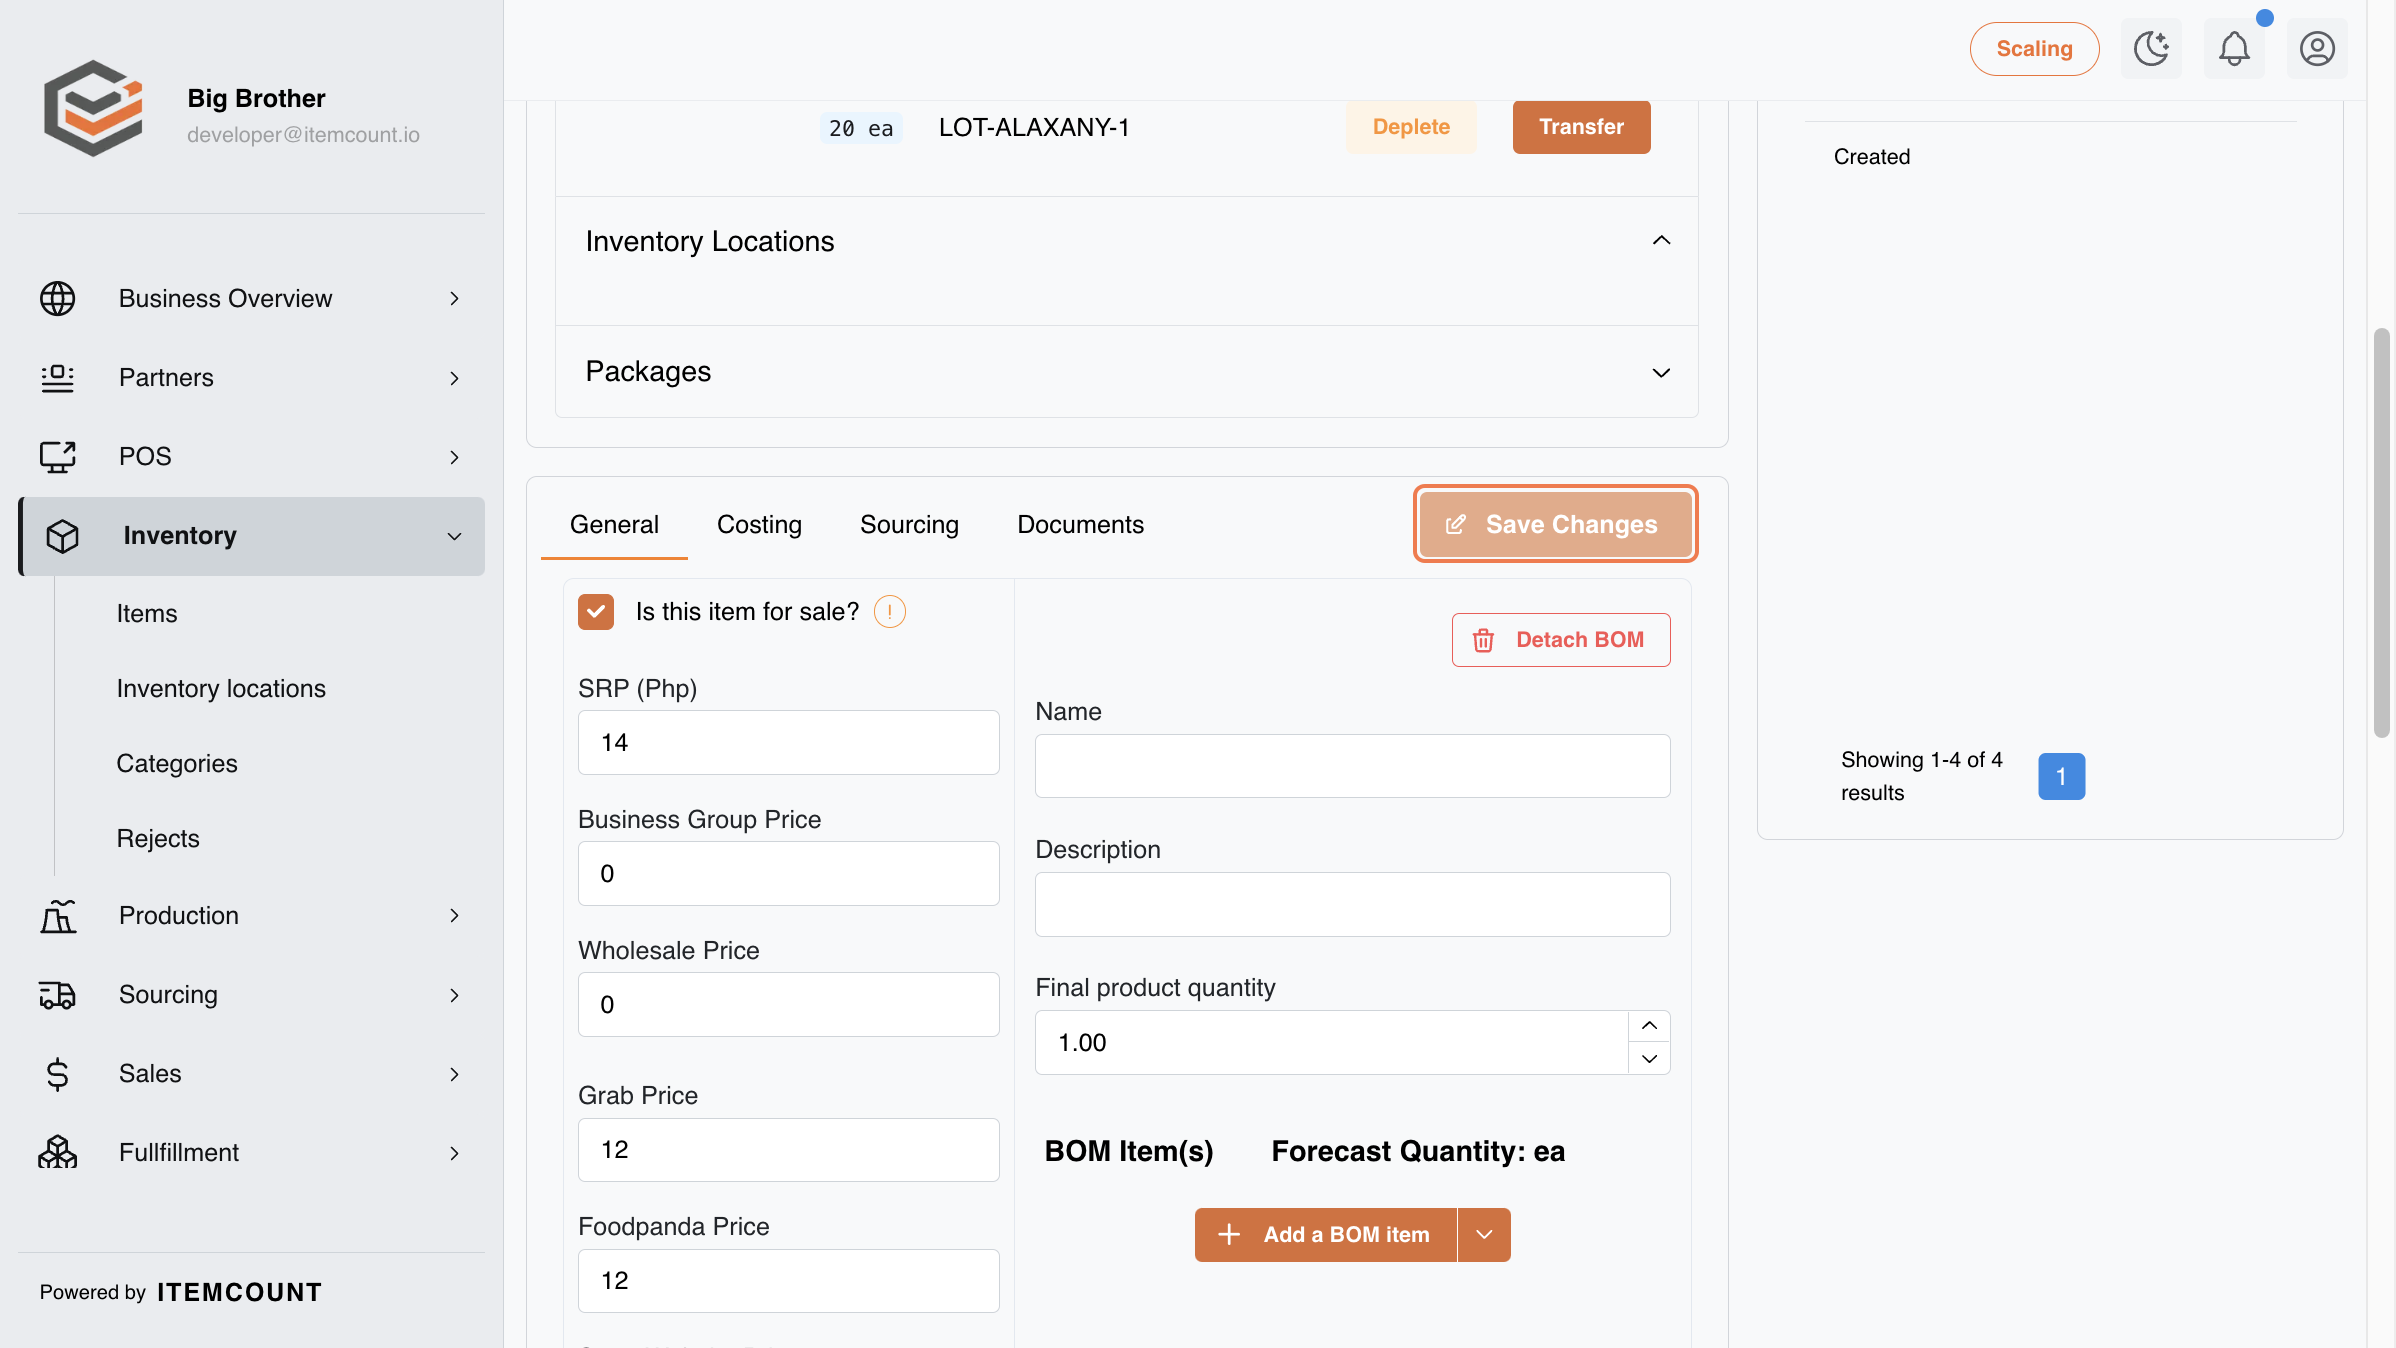 Big Brother
developer@itemcount.io
Business Overview
Partners
POS
Inventory
Items
Inventory locations
Categories
Rejects
Production
Sourcing
Sales
Fullfillment
Powered by ITEMCOUNT
Scaling
20 ea LOT-ALAXANY-1 Deplete Transfer
Inventory Locations
Packages
General Costing Sourcing Documents Save Changes
Is this item for sale?
SRP (Php)
14
Business Group Price
0
Wholesale Price
0
Grab Price
12
Foodpanda Price
12
Detach BOM
Name
Description
Final product quantity
1.00
BOM Item(s) Forecast Quantity: ea
Add a BOM item
Created
Showing 1-4 of 4
results
1